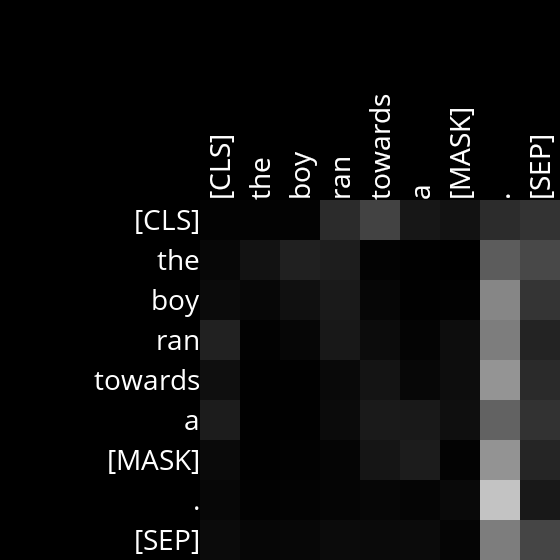 [CLS] the boy ran towards a [MASK] . [SEP]
[CLS]
the
boy
ran
towards
a
[MASK]
.
[SEP]